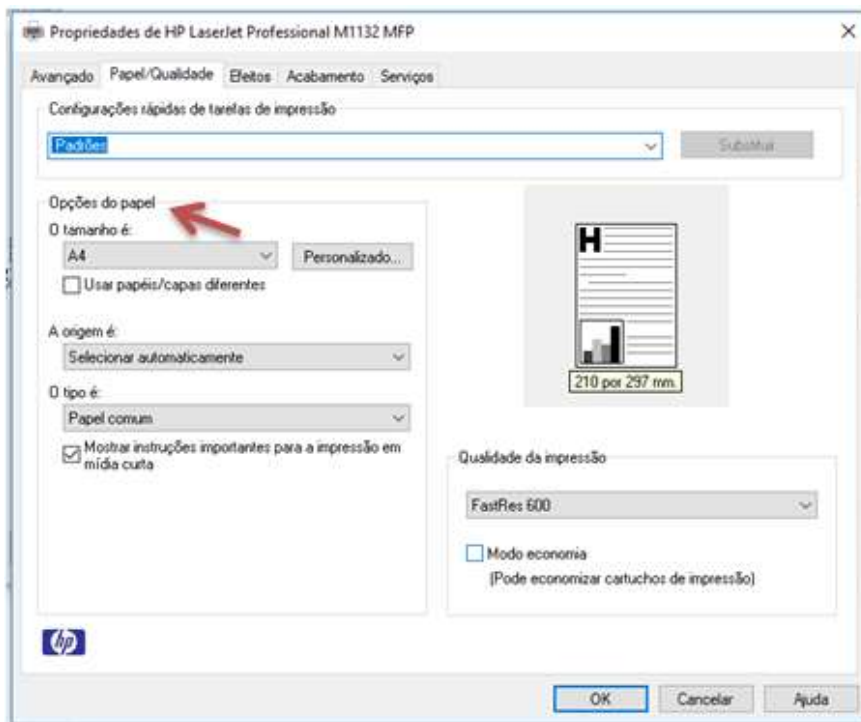 Propriedades de HP LaserJet Professional M1132 MFP
Avançado Papel/Qualidade Efeitos Acabamento Serviços
Configurações rápidas de tarefas de impressão
Padrões
Substituir
Opções do papel
O tamanho é:
A4
Personalizado...
Usar papéis/capas diferentes
A origem é:
Selecionar automaticamente
O tipo é:
Papel comum
Mostrar instruções importantes para a impressão em
mídia curta
H
210 por 297 mm.
Qualidade da impressão
FastRes 600
Modo economia
(Pode economizar cartuchos de impressão)
hp
OK Cancelar Ajuda